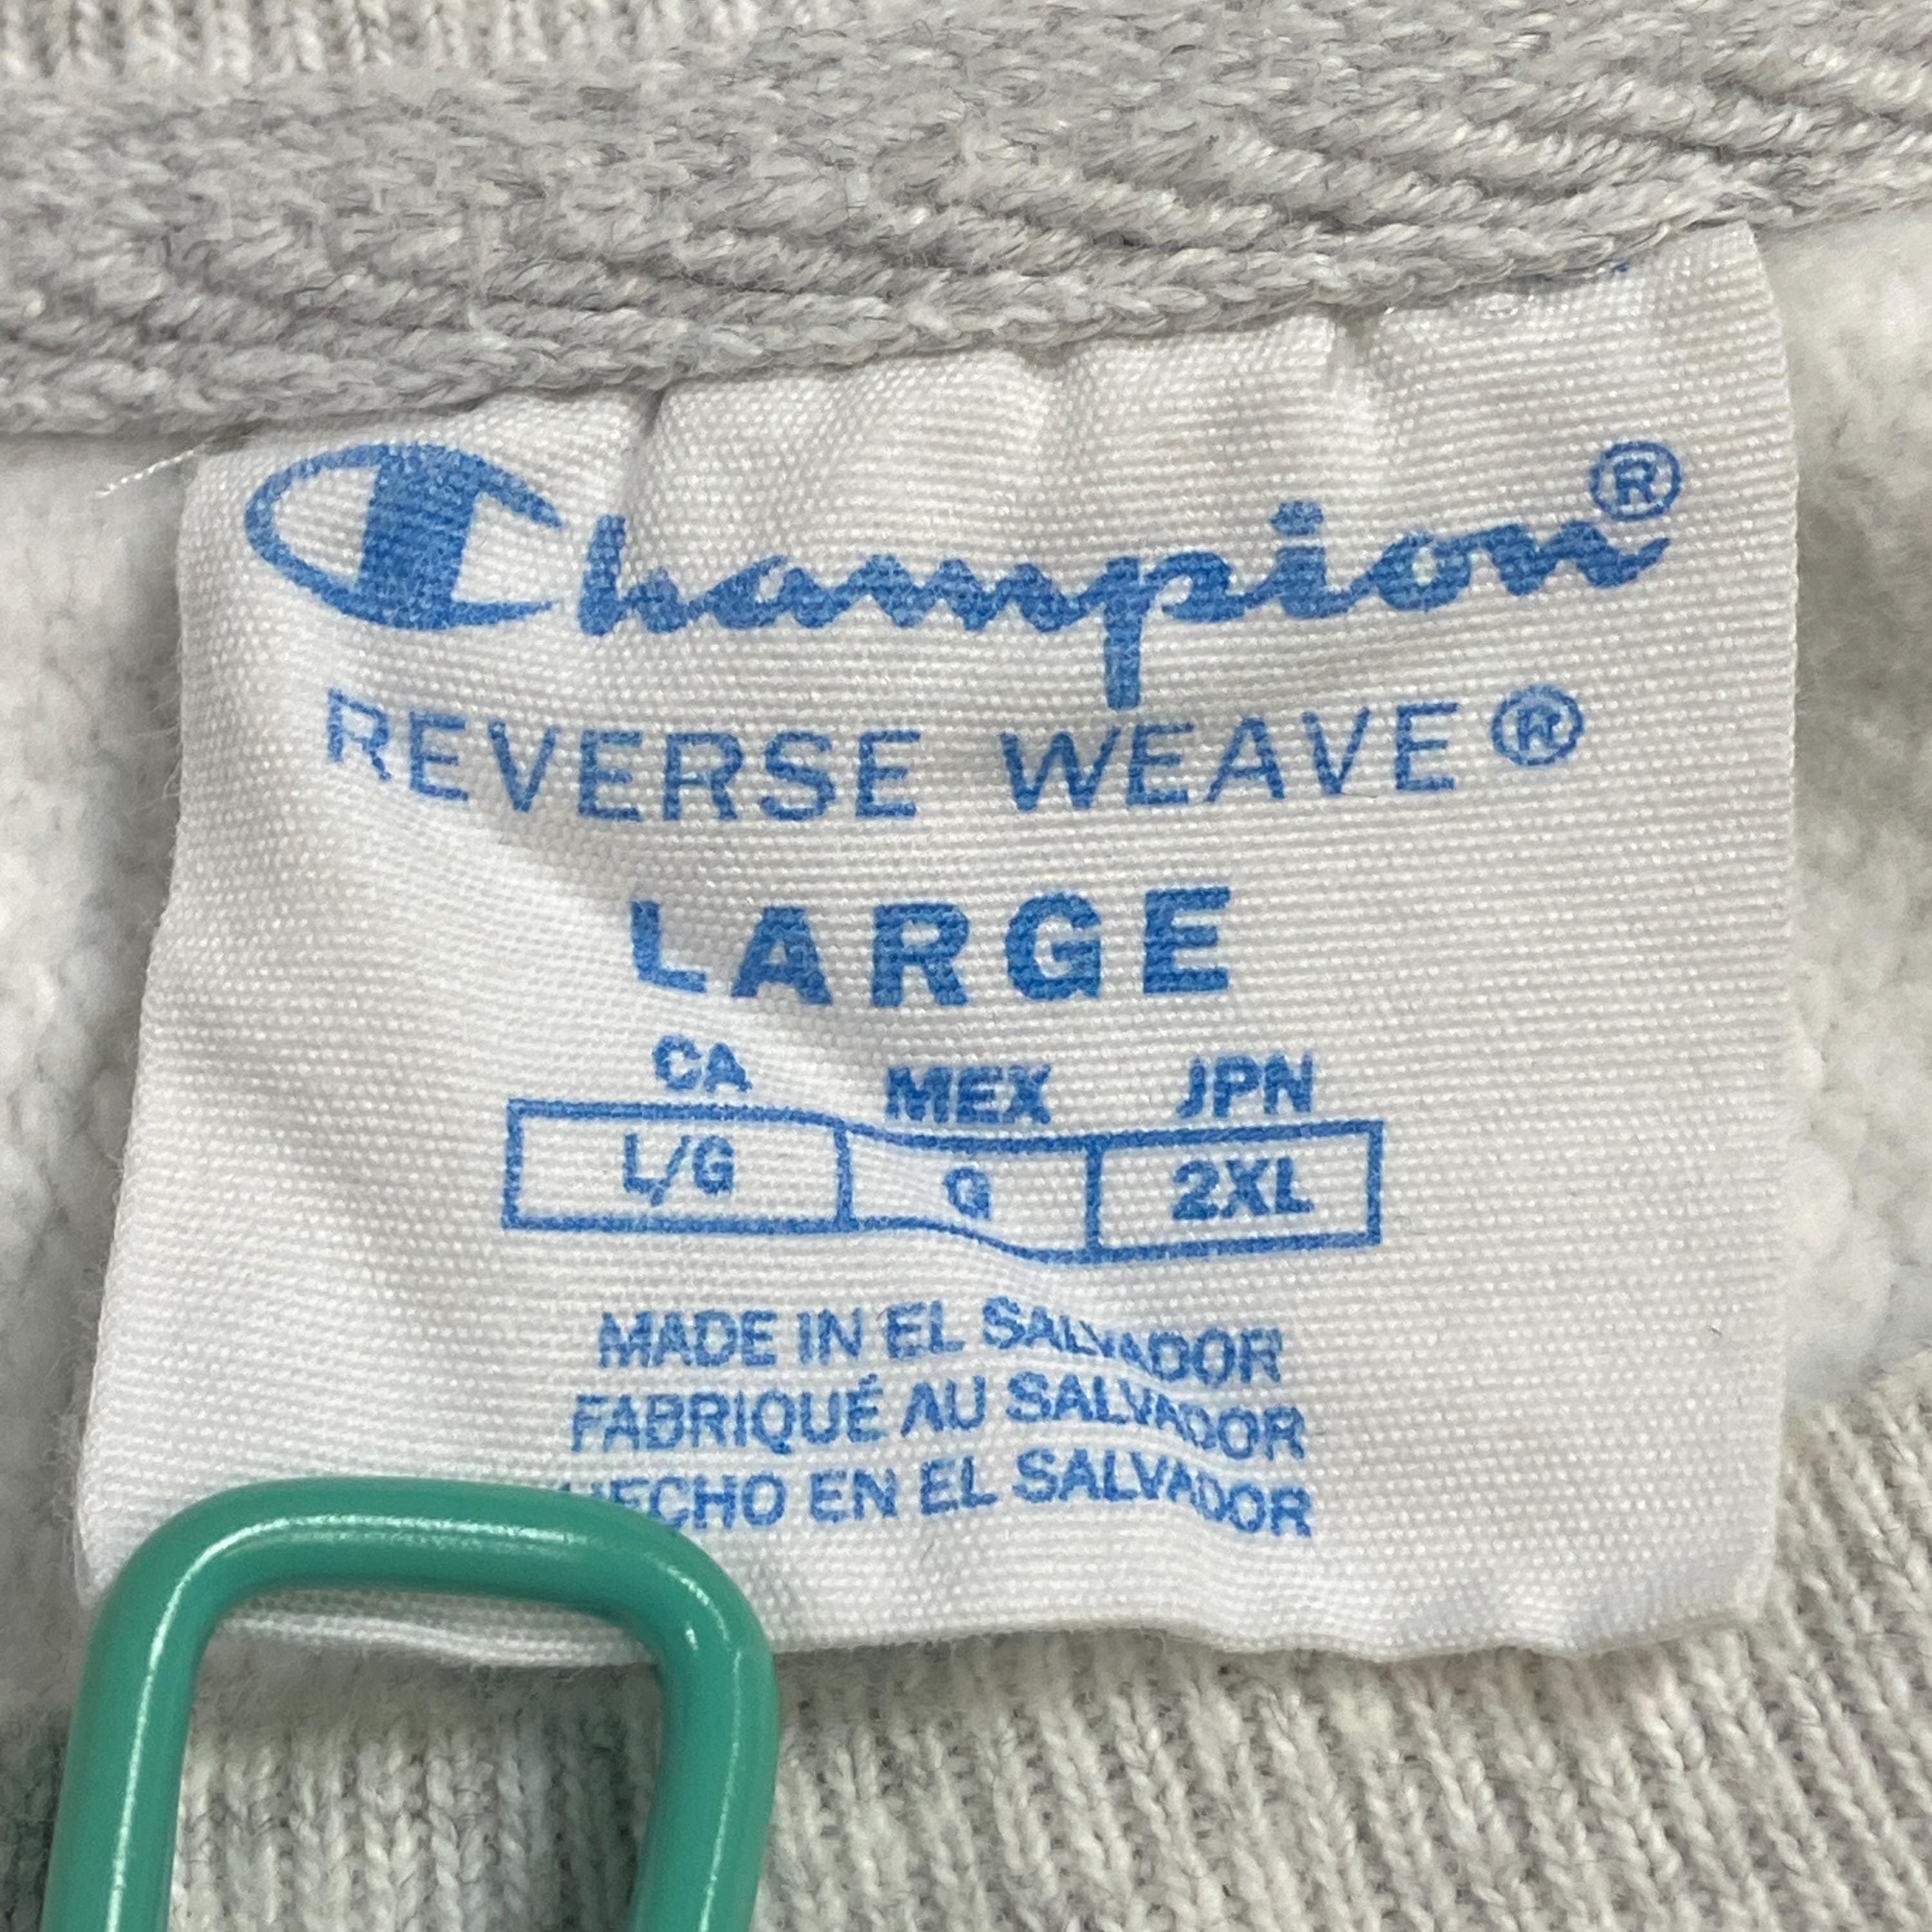 Champion®
REVERSE WEAVE®
LARGE
CA MEX JPN
L/G G 2XL
MADE IN EL SALVADOR
FABRIQUÉ AU SALVADOR
HECHO EN EL SALVADOR